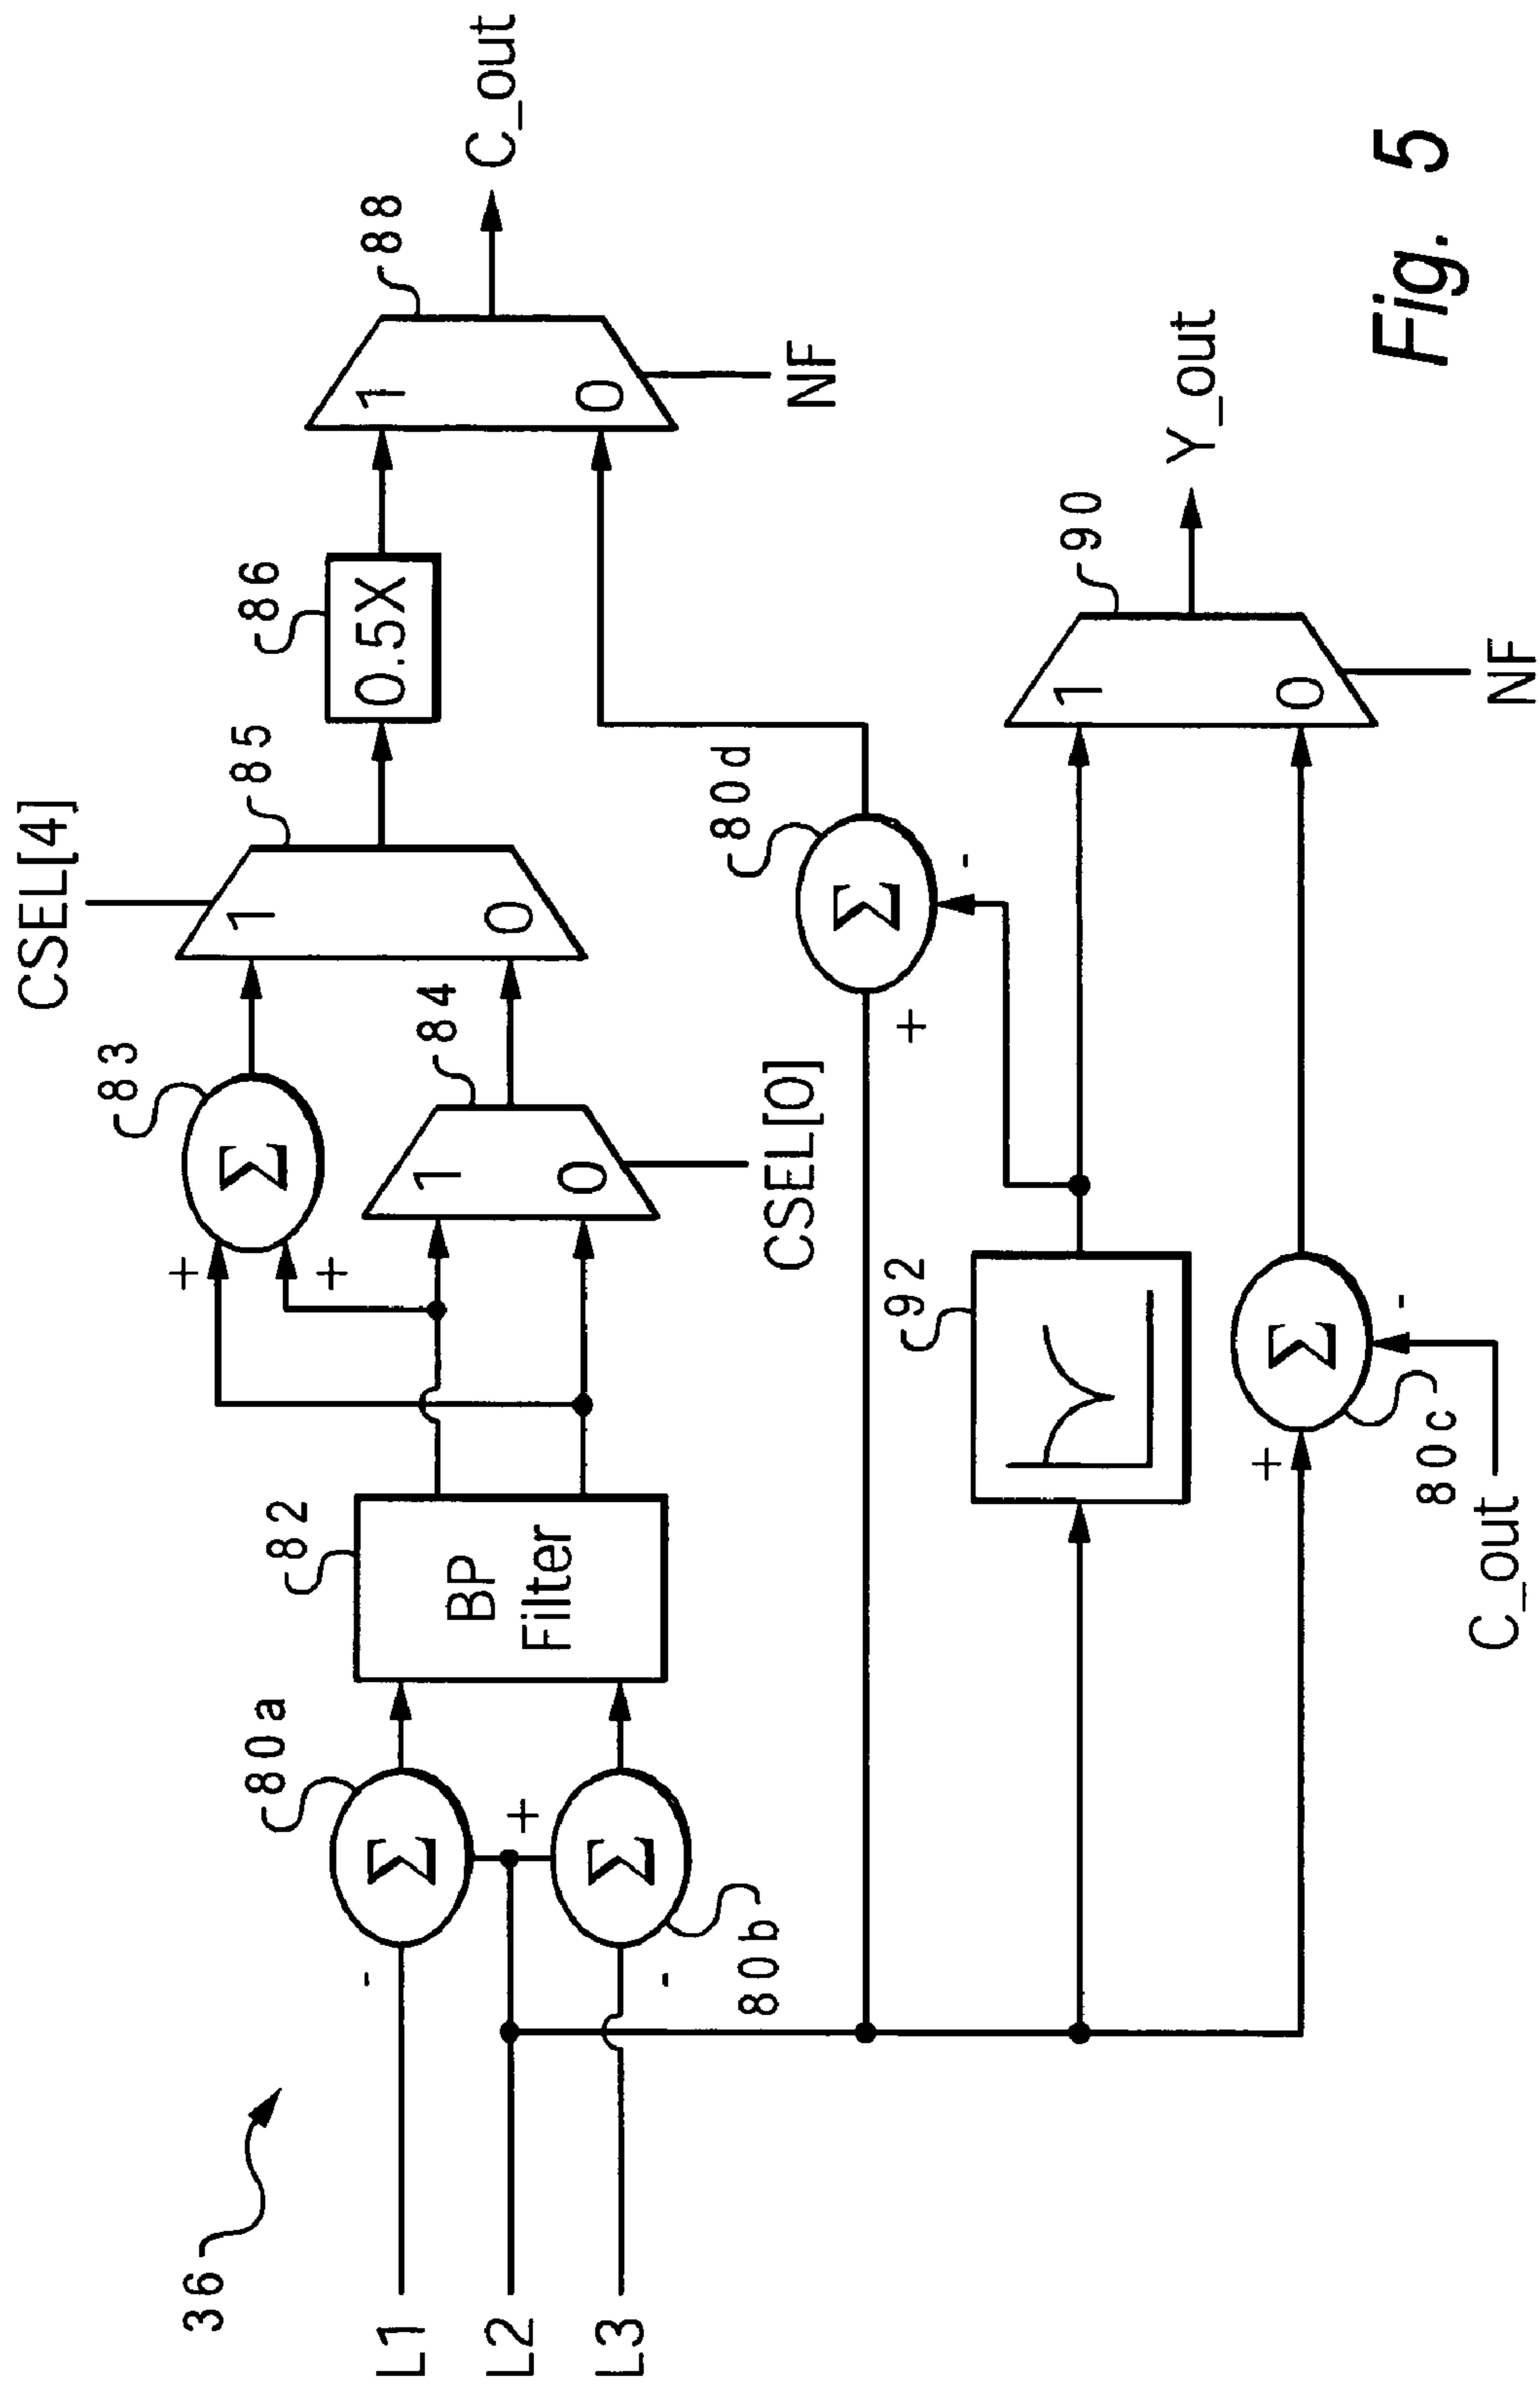 36
L1
L2
L3
-
-
+
80a
80b
Σ
Σ
82
BP
Filter
+
+
83
Σ
84
1
0
CSEL[0]
CSEL[4]
85
1
0
86
0.5X
88
1
0
NF
C_out
80d
Σ
+
-
92
80c
Σ
+
-
C_out
90
1
0
NF
Y_out
Fig. 5